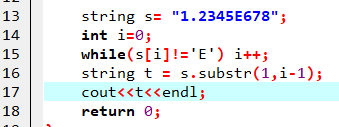 13 string s= "1.2345E678";
14 int i=0;
15 while(s[i]!='E') i++;
16 string t = s.substr(1,i-1);
17 cout<<t<<endl;
18 return 0;